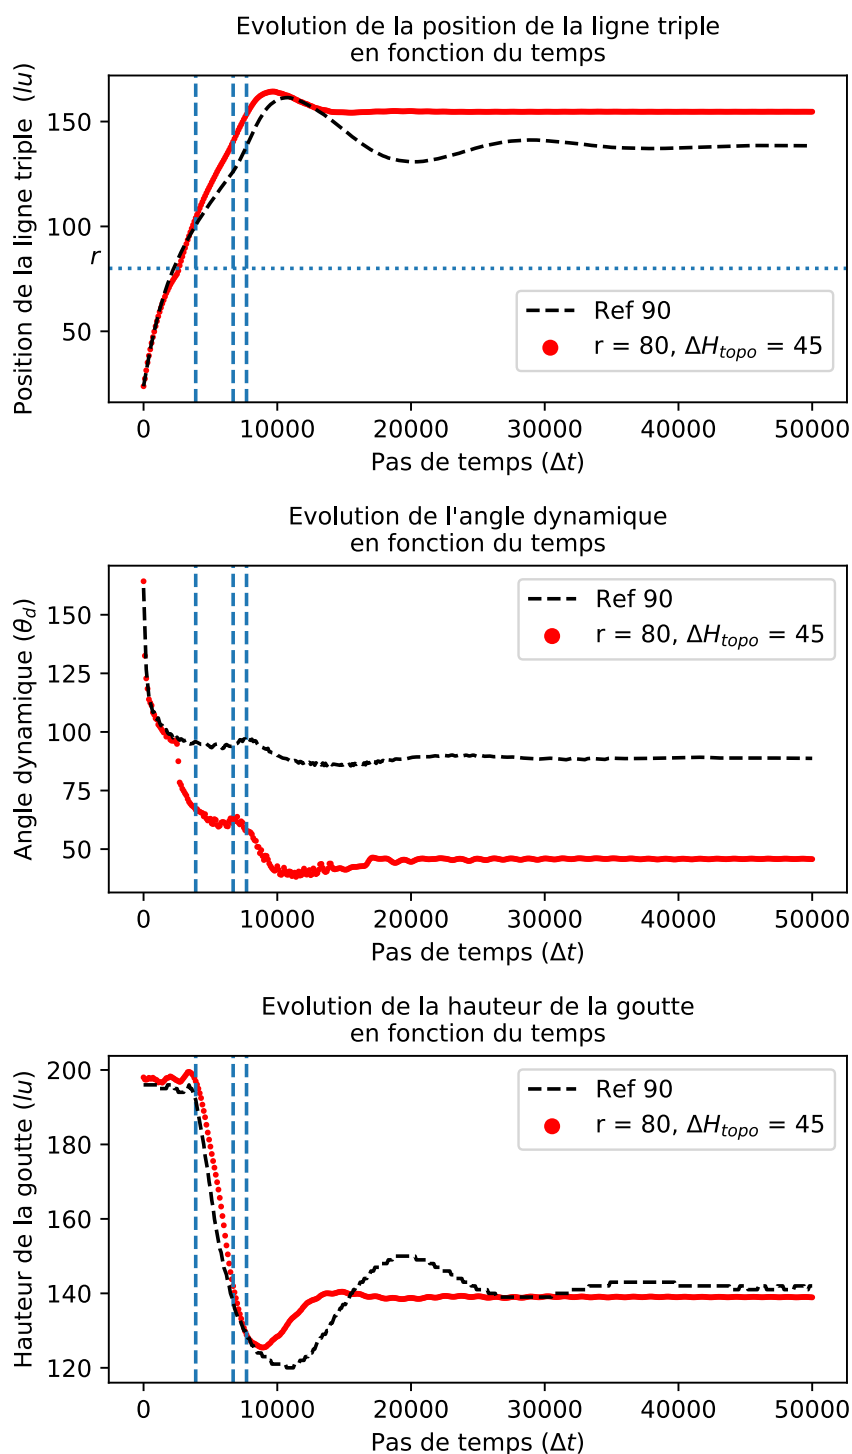 Evolution de la position de la ligne triple
en fonction du temps
Position de la ligne triple (lu)
150
100
r
50
Ref 90
r = 80, ΔH_topo = 45
0 10000 20000 30000 40000 50000
Pas de temps (Δt)
Evolution de l'angle dynamique
en fonction du temps
Angle dynamique (θ_d)
150
125
100
75
50
Ref 90
r = 80, ΔH_topo = 45
0 10000 20000 30000 40000 50000
Pas de temps (Δt)
Evolution de la hauteur de la goutte
en fonction du temps
Hauteur de la goutte (lu)
200
180
160
140
120
Ref 90
r = 80, ΔH_topo = 45
0 10000 20000 30000 40000 50000
Pas de temps (Δt)